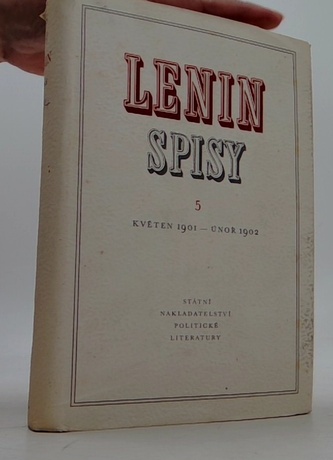 LENIN
SPISY
5
KVĚTEN 1901 — ÚNOR 1902
STÁTNÍ
NAKLADATELSTVÍ
POLITICKÉ
LITERATURY